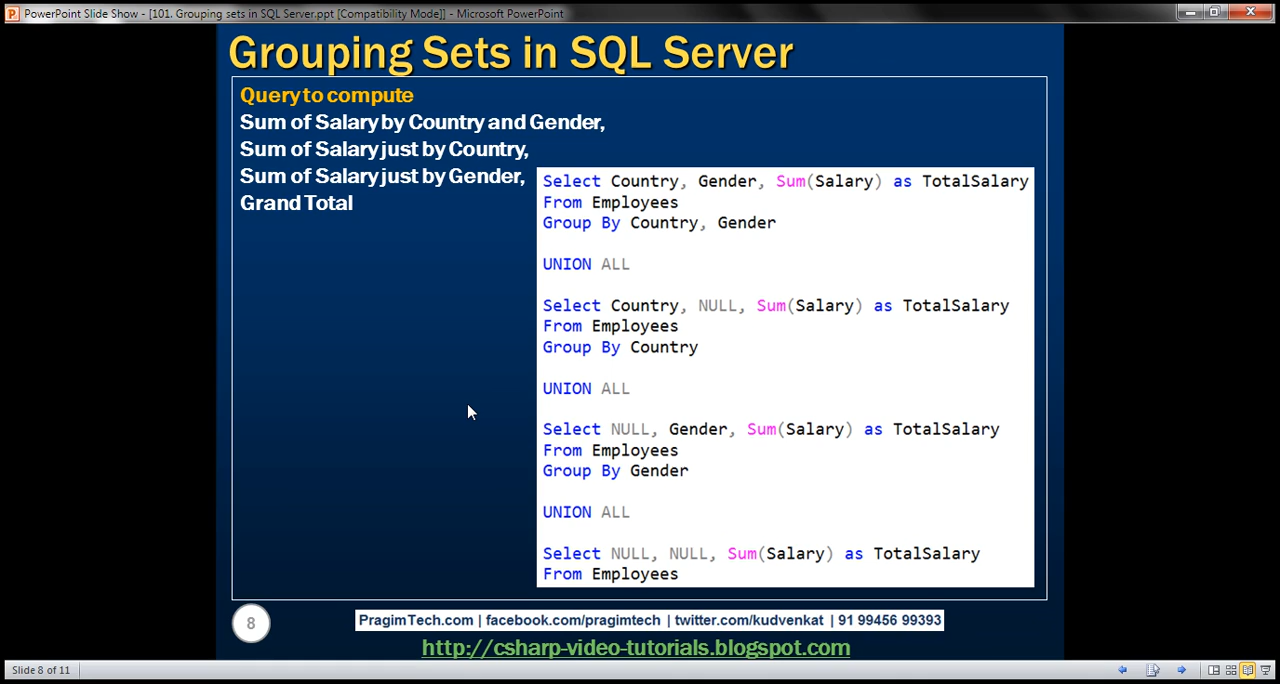 PowerPoint Slide Show - [101. Grouping sets in SQL Server.ppt [Compatibility Mode]] - Microsoft PowerPoint
Grouping Sets in SQL Server
Query to compute
Sum of Salary by Country and Gender,
Sum of Salary just by Country,
Sum of Salary just by Gender,
Grand Total
Select Country, Gender, Sum(Salary) as TotalSalary
From Employees
Group By Country, Gender
UNION ALL
Select Country, NULL, Sum(Salary) as TotalSalary
From Employees
Group By Country
UNION ALL
Select NULL, Gender, Sum(Salary) as TotalSalary
From Employees
Group By Gender
UNION ALL
Select NULL, NULL, Sum(Salary) as TotalSalary
From Employees
8
PragimTech.com | facebook.com/pragimtech | twitter.com/kudvenkat | 91 99456 99393
http://csharp-video-tutorials.blogspot.com
Slide 8 of 11